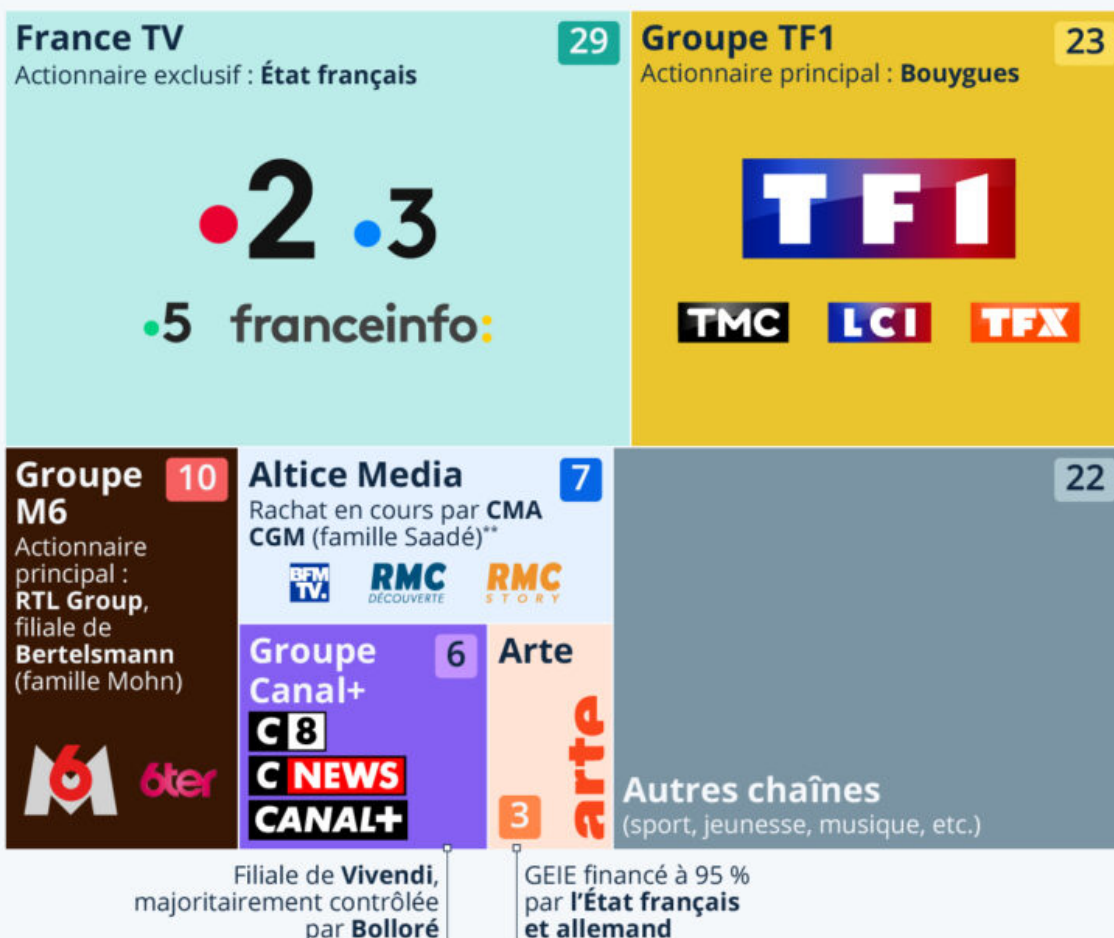 France TV
29
Actionnaire exclusif : État français
2
3
5
franceinfo:
Groupe TF1
23
Actionnaire principal : Bouygues
TF1
TMC
LCI
TFX
Groupe
M6
10
Actionnaire
principal :
RTL Group,
filiale de
Bertelsmann
(famille Mohn)
M6
6ter
Altice Media
7
Rachat en cours par CMA
CGM (famille Saadé)**
BFM
TV.
RMC
DÉCOUVERTE
RMC
STORY
Groupe
Canal+
6
C8
CNEWS
CANAL+
Arte
arte
3
22
Autres chaînes
(sport, jeunesse, musique, etc.)
Filiale de Vivendi,
majoritairement contrôlée
par Bolloré
GEIE financé à 95 %
par l'État français
et allemand